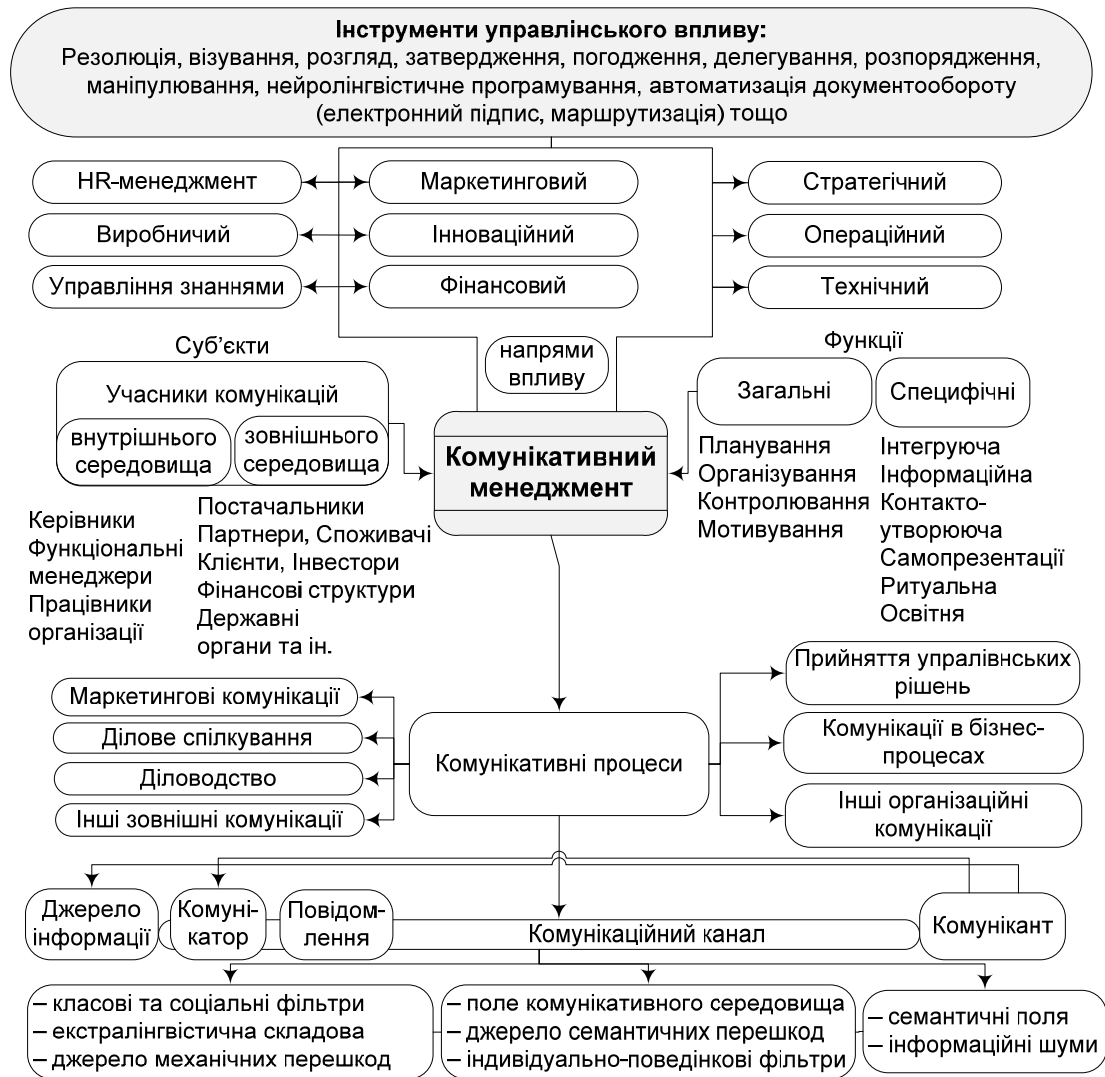 Інструменти управлінського впливу:
Резолюція, візування, розгляд, затвердження, погодження, делегування, розпорядження,
маніпулювання, нейролінгвістичне програмування, автоматизація документообороту
(електронний підпис, маршрутизація) тощо
HR-менеджмент
Маркетинговий
Стратегічний
Виробничий
Інноваційний
Операційний
Управління знаннями
Фінансовий
Технічний
Суб’єкти
напрями
впливу
Функції
Учасники комунікацій
внутрішнього
середовища
зовнішнього
середовища
Комунікативний
менеджмент
Загальні
Специфічні
Керівники
Функціональні
менеджери
Працівники
організації
Постачальники
Партнери, Споживачі
Клієнти, Інвестори
Фінансові структури
Державні
органи та ін.
Планування
Організування
Контролювання
Мотивування
Інтегруюча
Інформаційна
Контакто-
утворююча
Самопрезентації
Ритуальна
Освітня
Маркетингові комунікації
Ділове спілкування
Діловодство
Інші зовнішні комунікації
Комунікативні процеси
Прийняття упралівнських
рішень
Комунікації в бізнес-
процесах
Інші організаційні
комунікації
Джерело
інформації
Комуні-
катор
Повідом-
лення
Комунікаційний канал
Комунікант
– класові та соціальні фільтри
– екстралінгвістична складова
– джерело механічних перешкод
– поле комунікативного середовища
– джерело семантичних перешкод
– індивідуально-поведінкові фільтри
– семантичні поля
– інформаційні шуми